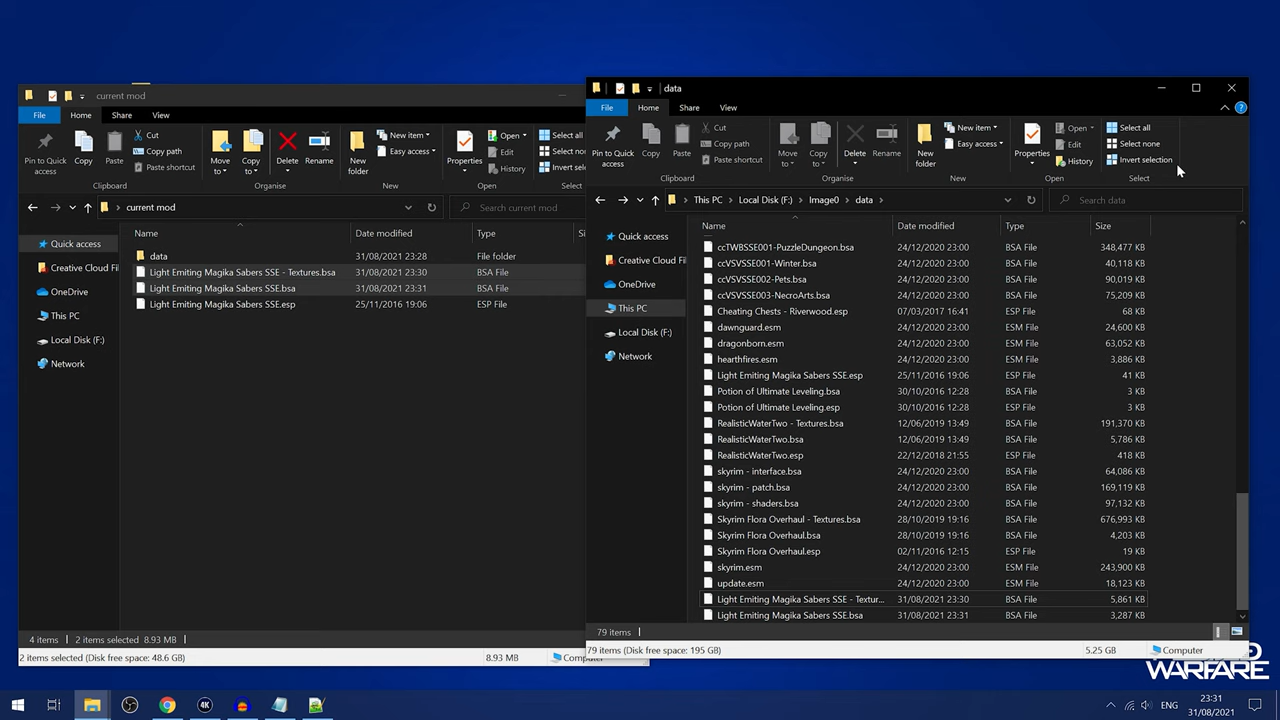 current mod
File
Home
Share
View
Pin to Quick access
Copy
Paste
Cut
Copy path
Paste shortcut
Clipboard
Move to
Copy to
Delete
Rename
Organise
New folder
New item
Easy access
New
Properties
Open
Edit
History
Open
Select all
Select none
Invert select
Select
current mod
Search current mod
Name
Date modified
Type
Si
Quick access
Creative Cloud Fil
OneDrive
This PC
Local Disk (F:)
Network
data 31/08/2021 23:28 File folder
Light Emiting Magika Sabers SSE - Textures.bsa 31/08/2021 23:30 BSA File
Light Emiting Magika Sabers SSE.bsa 31/08/2021 23:31 BSA File
Light Emiting Magika Sabers SSE.esp 25/11/2016 19:06 ESP File
4 items 2 items selected 8.93 MB
2 items selected (Disk free space: 48.6 GB) 8.93 MB Compu
data
File
Home
Share
View
Pin to Quick access
Copy
Paste
Cut
Copy path
Paste shortcut
Clipboard
Move to
Copy to
Delete
Rename
Organise
New folder
New item
Easy access
New
Properties
Open
Edit
History
Open
Select all
Select none
Invert selection
Select
This PC > Local Disk (F:) > Image0 > data >
Search data
Name Date modified Type Size
Quick access
Creative Cloud Fil
OneDrive
This PC
Local Disk (F:)
Network
ccTWBSSE001-PuzzleDungeon.bsa 24/12/2020 23:00 BSA File 348,477 KB
ccVSVSSE001-Winter.bsa 24/12/2020 23:00 BSA File 40,118 KB
ccVSVSSE002-Pets.bsa 24/12/2020 23:00 BSA File 90,019 KB
ccVSVSSE003-NecroArts.bsa 24/12/2020 23:00 BSA File 75,209 KB
Cheating Chests - Riverwood.esp 07/03/2017 16:41 ESP File 68 KB
dawnguard.esm 24/12/2020 23:00 ESM File 24,600 KB
dragonborn.esm 24/12/2020 23:00 ESM File 63,052 KB
hearthfires.esm 24/12/2020 23:00 ESM File 3,886 KB
Light Emiting Magika Sabers SSE.esp 25/11/2016 19:06 ESP File 41 KB
Potion of Ultimate Leveling.bsa 30/10/2016 12:28 BSA File 3 KB
Potion of Ultimate Leveling.esp 30/10/2016 12:28 ESP File 3 KB
RealisticWaterTwo - Textures.bsa 12/06/2019 13:49 BSA File 191,370 KB
RealisticWaterTwo.bsa 12/06/2019 13:49 BSA File 5,786 KB
RealisticWaterTwo.esp 22/12/2018 21:55 ESP File 418 KB
skyrim - interface.bsa 24/12/2020 23:00 BSA File 64,086 KB
skyrim - patch.bsa 24/12/2020 23:00 BSA File 169,119 KB
skyrim - shaders.bsa 24/12/2020 23:00 BSA File 97,132 KB
Skyrim Flora Overhaul - Textures.bsa 28/10/2019 19:16 BSA File 676,993 KB
Skyrim Flora Overhaul.bsa 28/10/2019 19:16 BSA File 4,203 KB
Skyrim Flora Overhaul.esp 02/11/2016 12:15 ESP File 19 KB
skyrim.esm 24/12/2020 23:00 ESM File 243,900 KB
update.esm 24/12/2020 23:00 ESM File 18,123 KB
Light Emiting Magika Sabers SSE - Textur... 31/08/2021 23:30 BSA File 5,861 KB
Light Emiting Magika Sabers SSE.bsa 31/08/2021 23:31 BSA File 3,287 KB
79 items
79 items (Disk free space: 195 GB) 5.25 GB Computer
WARFARE
4K
ENG
23:31
31/08/2021